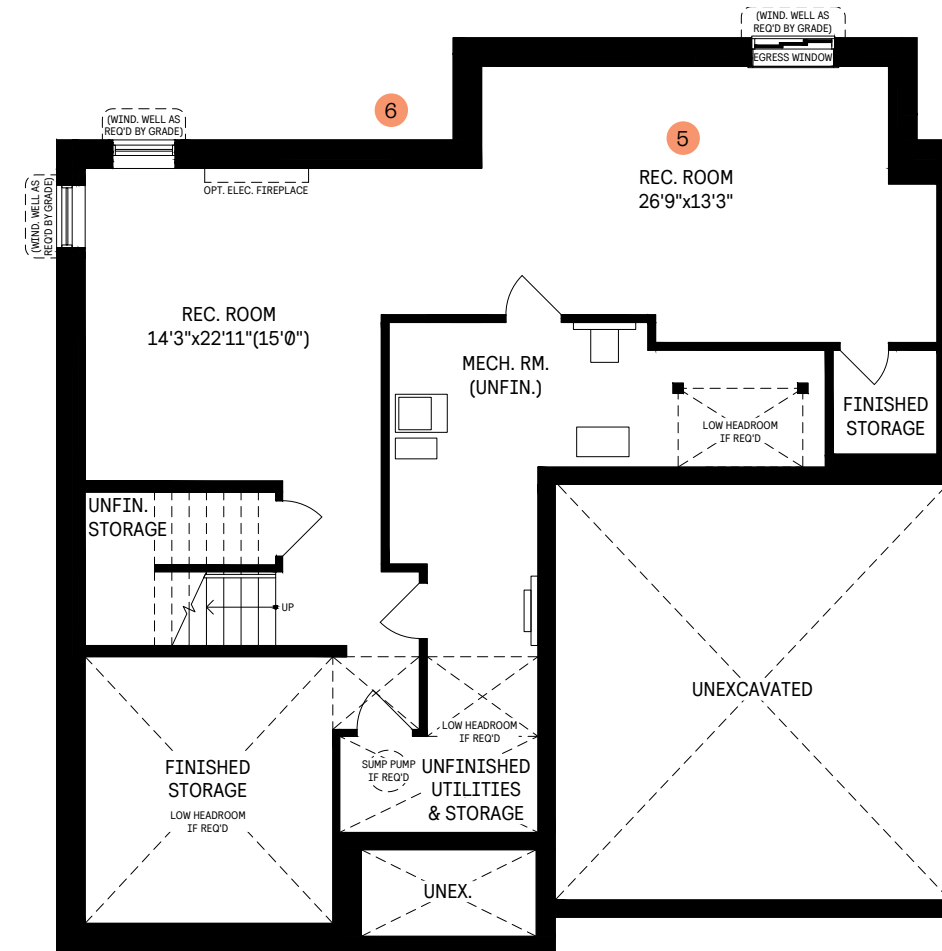 (WIND. WELL AS
REQ'D BY GRADE)
EGRESS WINDOW
6
(WIND. WELL AS
REQ'D BY GRADE)
5
REC. ROOM
26'9"x13'3"
OPT. ELEC. FIREPLACE
(WIND. WELL AS
REQ'D BY GRADE)
REC. ROOM
14'3"x22'11"(15'0")
MECH. RM.
(UNFIN.)
LOW HEADROOM
IF REQ'D
FINISHED
STORAGE
UNFIN.
STORAGE
UP
UNEXCAVATED
LOW HEADROOM
IF REQ'D
SUMP PUMP
IF REQ'D
UNFINISHED
UTILITIES
& STORAGE
FINISHED
STORAGE
LOW HEADROOM
IF REQ'D
UNEX.